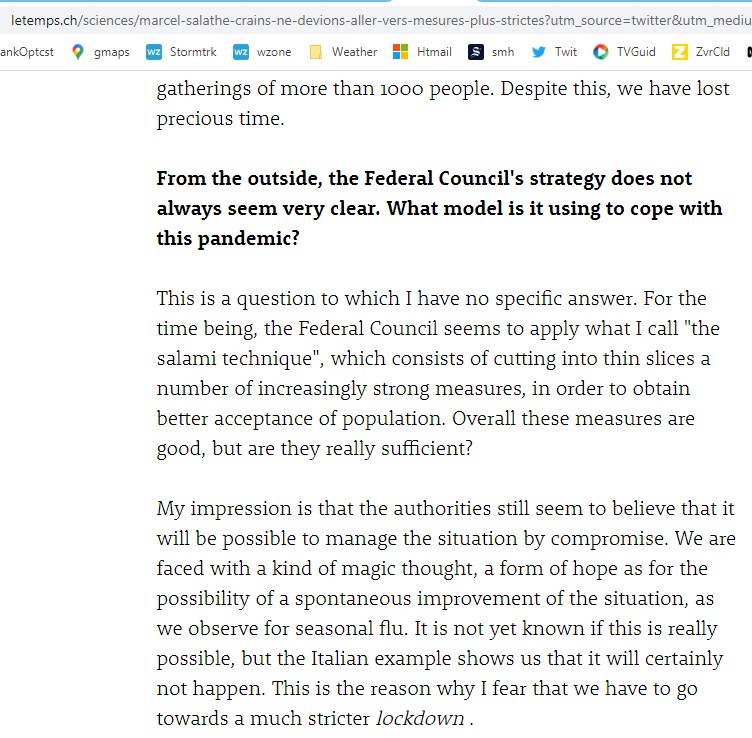 letemps.ch/sciences/marcel-salathe-crains-ne-devions-aller-vers-mesures-plus-strictes?utm_source=twitter&utm_mediu
ankOptcst gmaps WZ Stormtrk WZ wzone Weather Htmail S smh Twit TVGuid Z ZvrCld
gatherings of more than 1000 people. Despite this, we have lost
precious time.
From the outside, the Federal Council's strategy does not
always seem very clear. What model is it using to cope with
this pandemic?
This is a question to which I have no specific answer. For the
time being, the Federal Council seems to apply what I call "the
salami technique", which consists of cutting into thin slices a
number of increasingly strong measures, in order to obtain
better acceptance of population. Overall these measures are
good, but are they really sufficient?
My impression is that the authorities still seem to believe that it
will be possible to manage the situation by compromise. We are
faced with a kind of magic thought, a form of hope as for the
possibility of a spontaneous improvement of the situation, as
we observe for seasonal flu. It is not yet known if this is really
possible, but the Italian example shows us that it will certainly
not happen. This is the reason why I fear that we have to go
towards a much stricter lockdown .